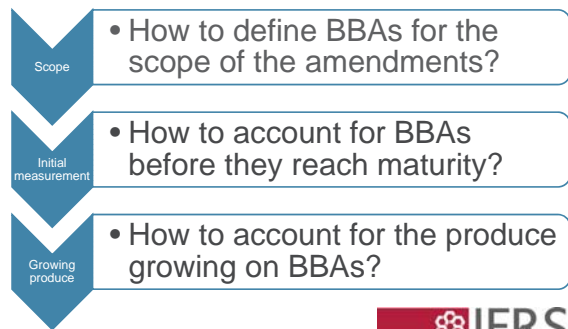 Scope
• How to define BBAs for the
scope of the amendments?
Initial
measurement
• How to account for BBAs
before they reach maturity?
Growing
produce
• How to account for the produce
growing on BBAs?
IFRS